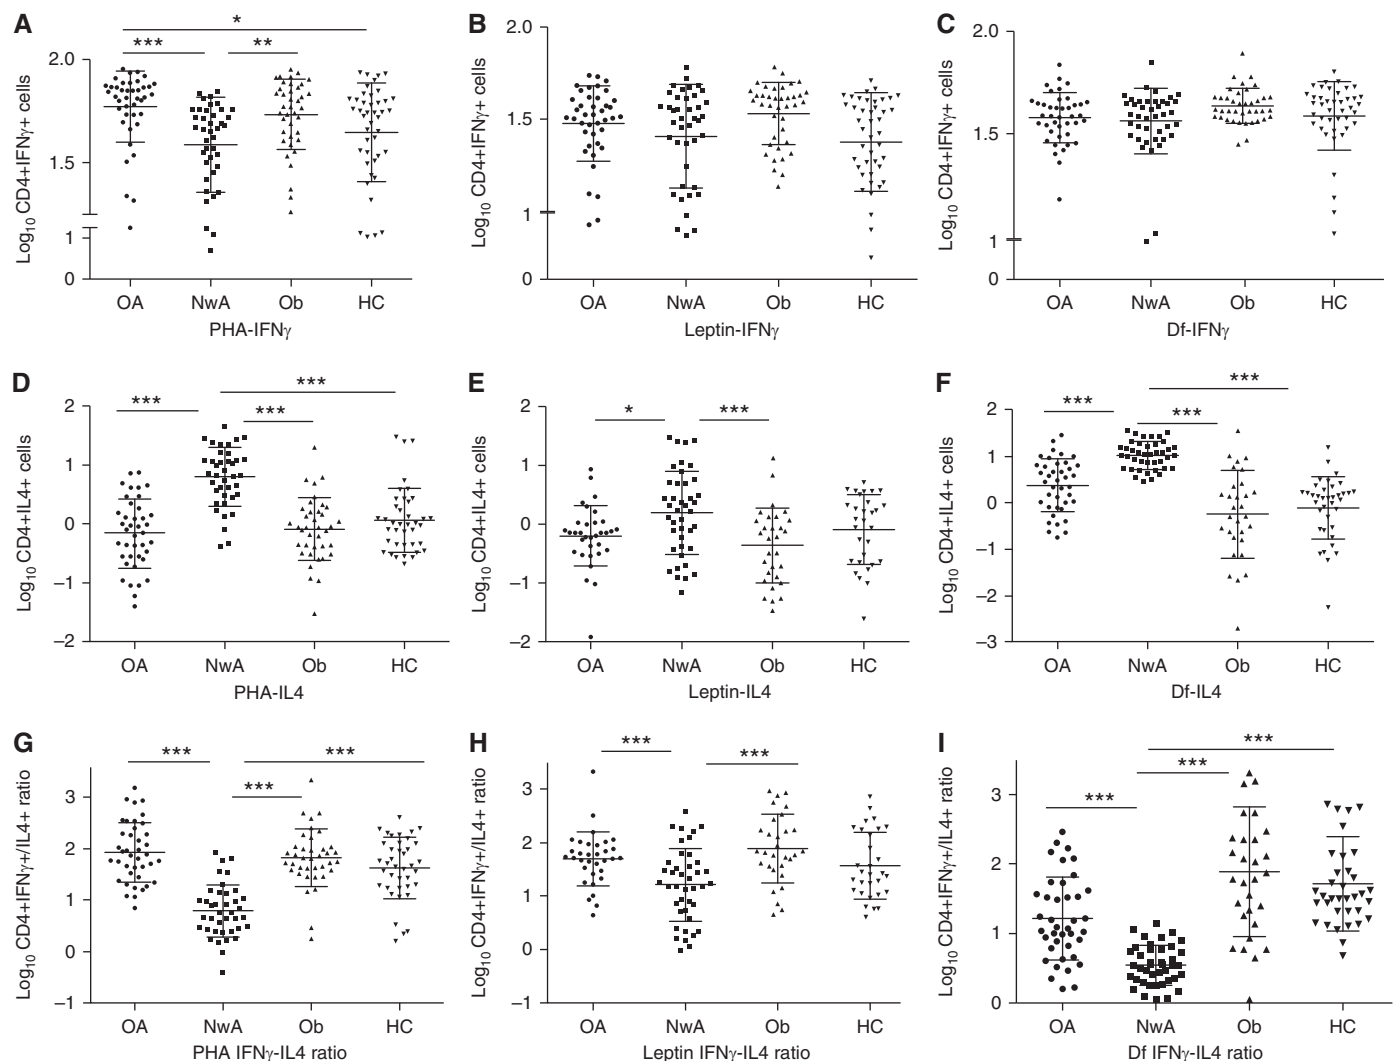 A
Log10 CD4+IFNγ+ cells
2.0
1.5
1
0
*
***
**
OA NwA Ob HC
PHA-IFNγ
B
Log10 CD4+IFNγ+ cells
2.0
1.5
1
0
OA NwA Ob HC
Leptin-IFNγ
C
Log10 CD4+IFNγ+ cells
2.0
1.5
1
0
OA NwA Ob HC
Df-IFNγ
D
Log10 CD4+IL4+ cells
2
1
0
–1
–2
***
***
***
OA NwA Ob HC
PHA-IL4
E
Log10 CD4+IL4+ cells
2
1
0
–1
–2
*
***
OA NwA Ob HC
Leptin-IL4
F
Log10 CD4+IL4+ cells
2
1
0
–1
–2
–3
***
***
***
OA NwA Ob HC
Df-IL4
G
Log10 CD4+IFNγ+/IL4+ ratio
3
2
1
0
–1
***
***
***
OA NwA Ob HC
PHA IFNγ-IL4 ratio
H
Log10 CD4+IFNγ+/IL4+ ratio
3
2
1
0
–1
***
***
OA NwA Ob HC
Leptin IFNγ-IL4 ratio
I
Log10 CD4+IFNγ+/IL4+ ratio
3
2
1
0
***
***
***
OA NwA Ob HC
Df IFNγ-IL4 ratio